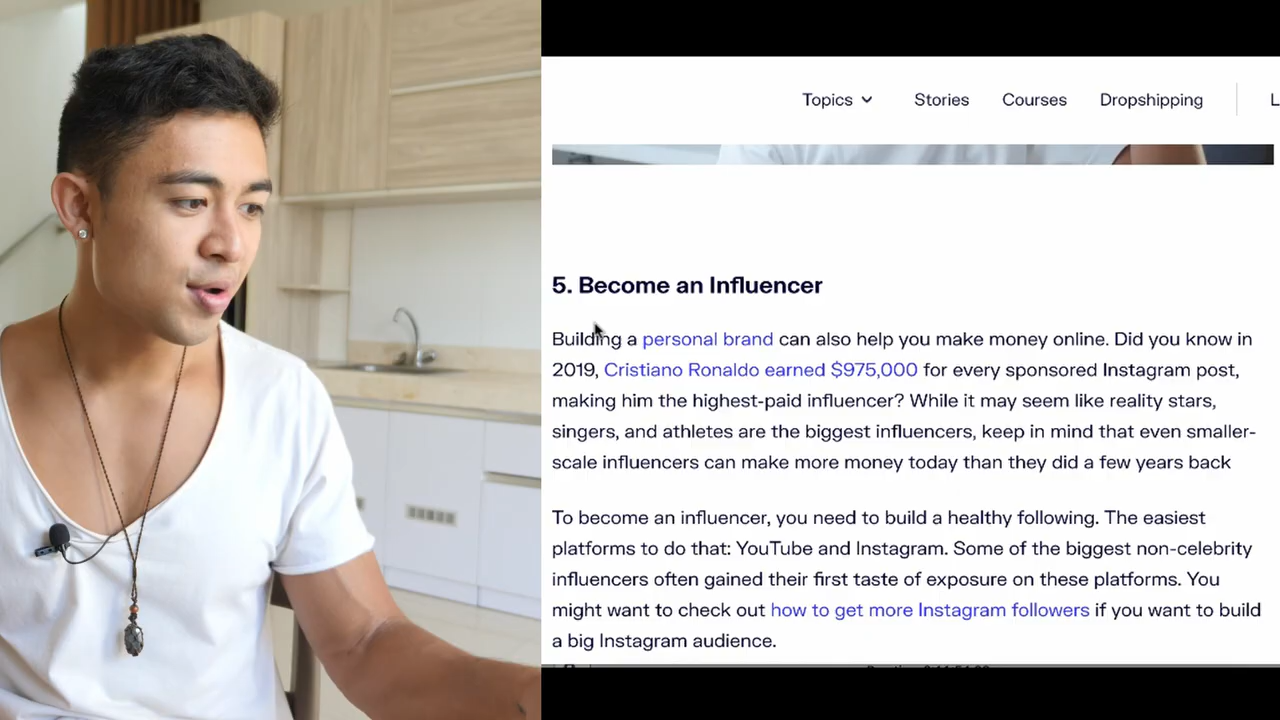 Topics Stories Courses Dropshipping
5. Become an Influencer
Building a personal brand can also help you make money online. Did you know in
2019, Cristiano Ronaldo earned $975,000 for every sponsored Instagram post,
making him the highest-paid influencer? While it may seem like reality stars,
singers, and athletes are the biggest influencers, keep in mind that even smaller-
scale influencers can make more money today than they did a few years back
To become an influencer, you need to build a healthy following. The easiest
platforms to do that: YouTube and Instagram. Some of the biggest non-celebrity
influencers often gained their first taste of exposure on these platforms. You
might want to check out how to get more Instagram followers if you want to build
a big Instagram audience.